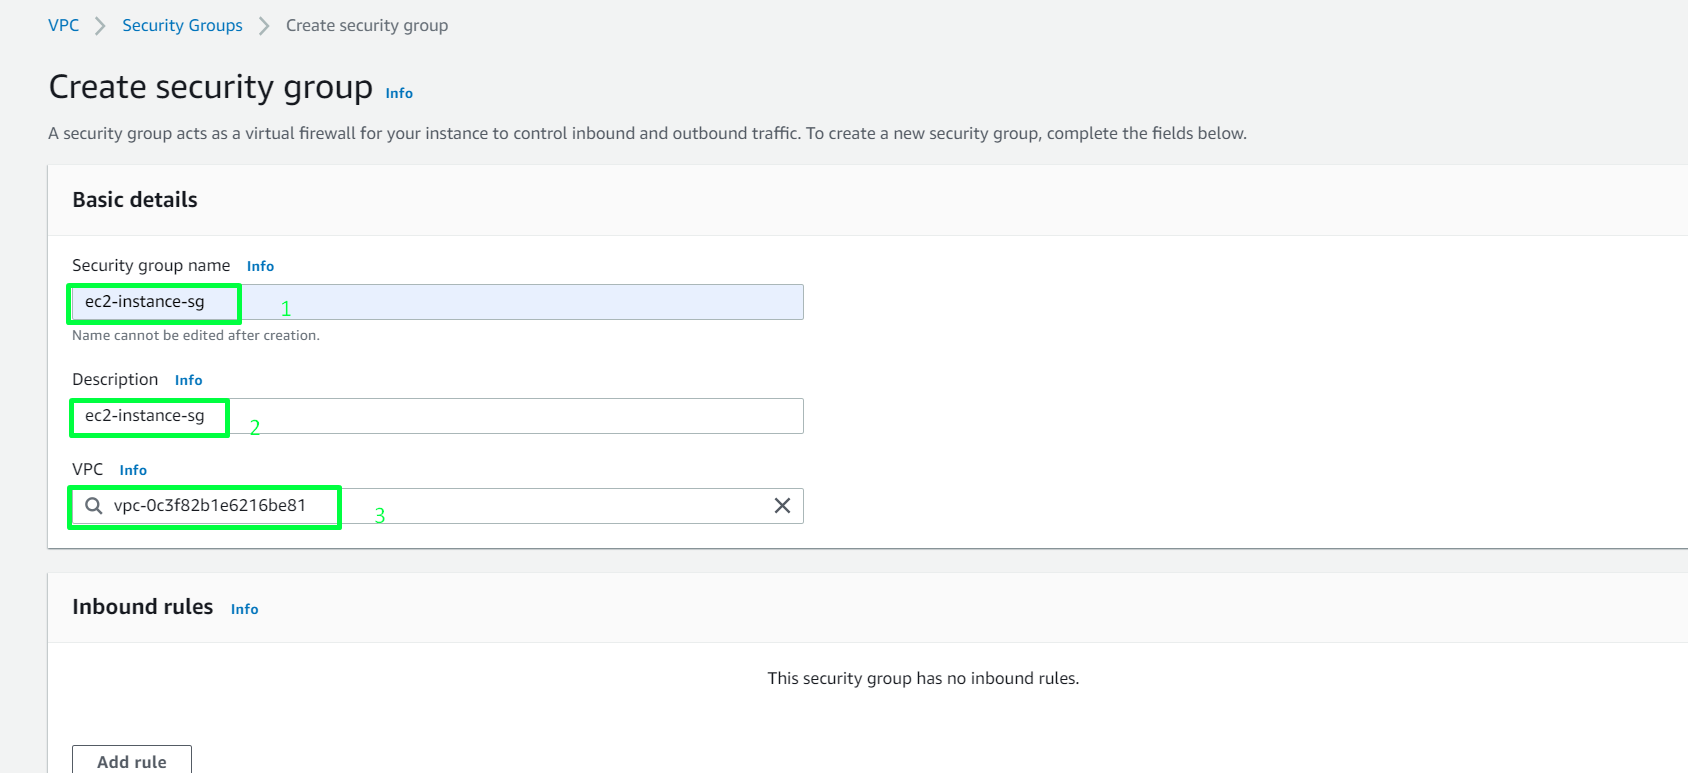 VPC > Security Groups > Create security group
Create security group Info
A security group acts as a virtual firewall for your instance to control inbound and outbound traffic. To create a new security group, complete the fields below.
Basic details
Security group name Info
ec2-instance-sg 1
Name cannot be edited after creation.
Description Info
ec2-instance-sg 2
VPC Info
vpc-0c3f82b1e6216be81 3
Inbound rules Info
This security group has no inbound rules.
Add rule